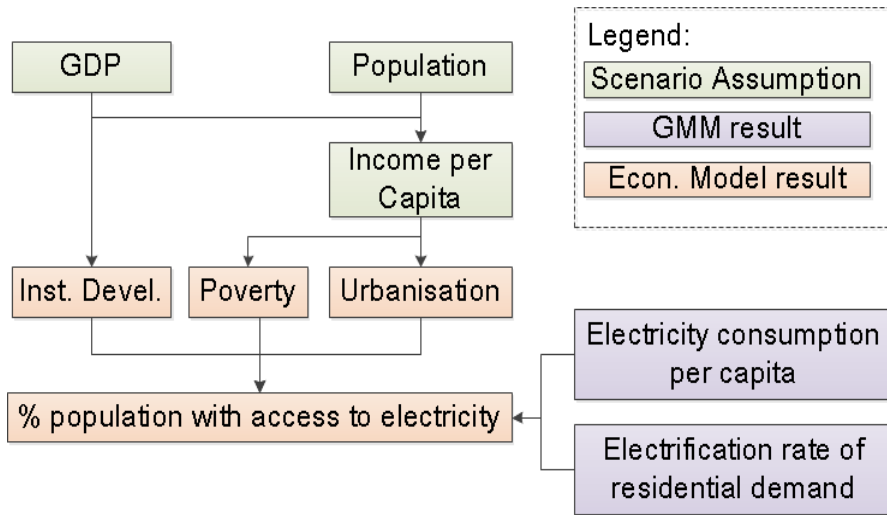 GDP
Population
Income per
Capita
Inst. Devel.
Poverty
Urbanisation
% population with access to electricity
Legend:
Scenario Assumption
GMM result
Econ. Model result
Electricity consumption
per capita
Electrification rate of
residential demand